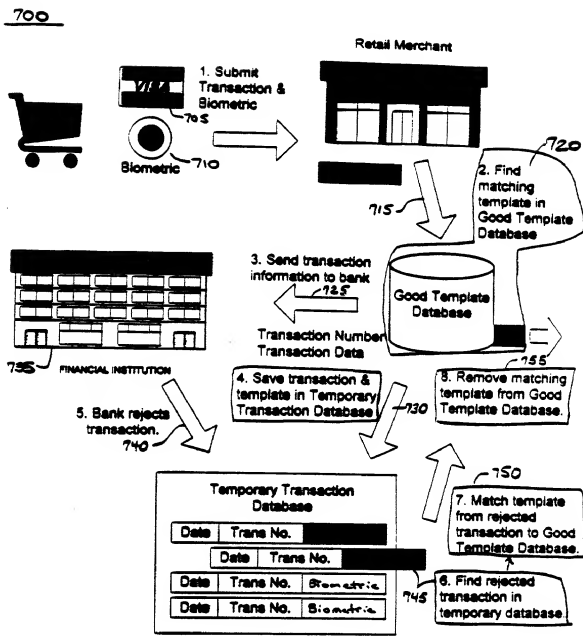 700
Retail Merchant
1. Submit
Transaction &
Biometric
VISA
705
Biometric
710
715
720
2. Find
matching
template in
Good Template
Database
3. Send transaction
information to bank
725
Good Template
Database
Transaction Number
Transaction Data
735
FINANCIAL INSTITUTION
755
4. Save transaction &
template in Temporary
Transaction Database
730
8. Remove matching
template from Good
Template Database.
5. Bank rejects
transaction.
740
750
7. Match template
from rejected
transaction to Good
Template Database.
Temporary Transaction
Database
Date Trans No.
Date Trans No.
745
6. Find rejected
transaction in
temporary database.
Date Trans No. Biometric
Date Trans No. Biometric